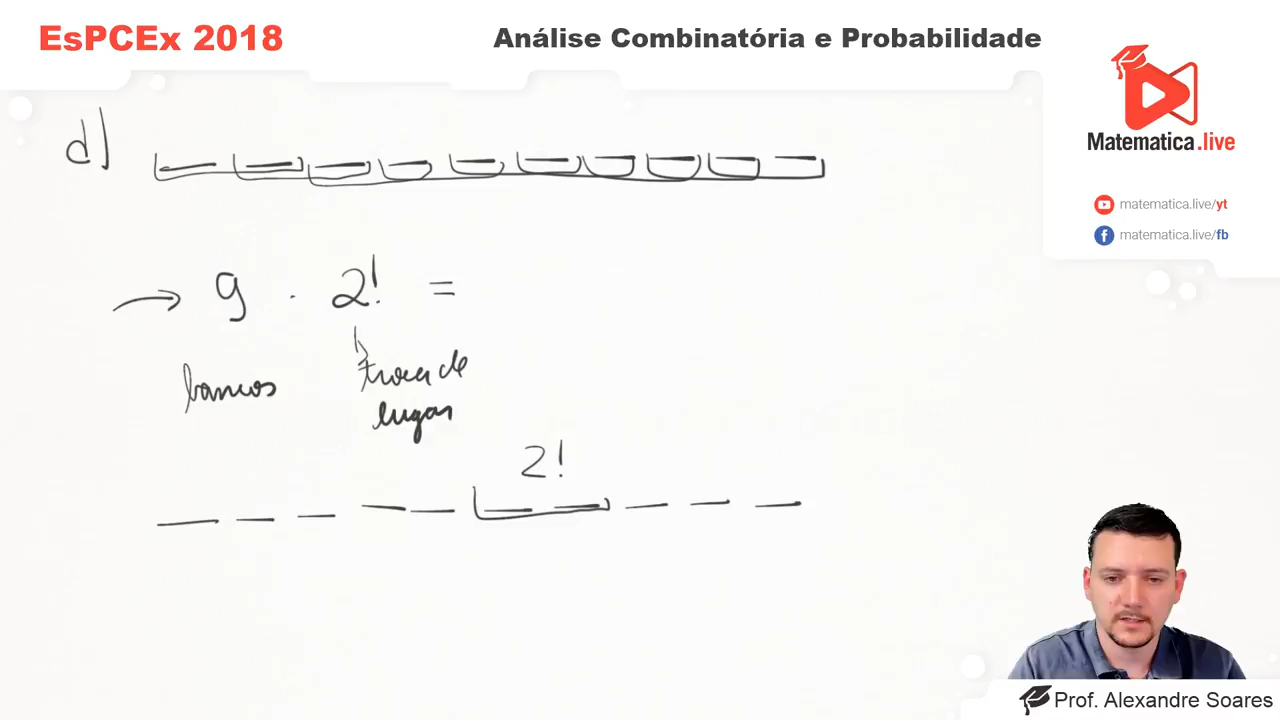 EsPCEx 2018
Análise Combinatória e Probabilidade
Matematica.live
matematica.live/yt
matematica.live/fb
d)
→ 9 . 2! =
bancos
troca de
lugar
2!
Prof. Alexandre Soares